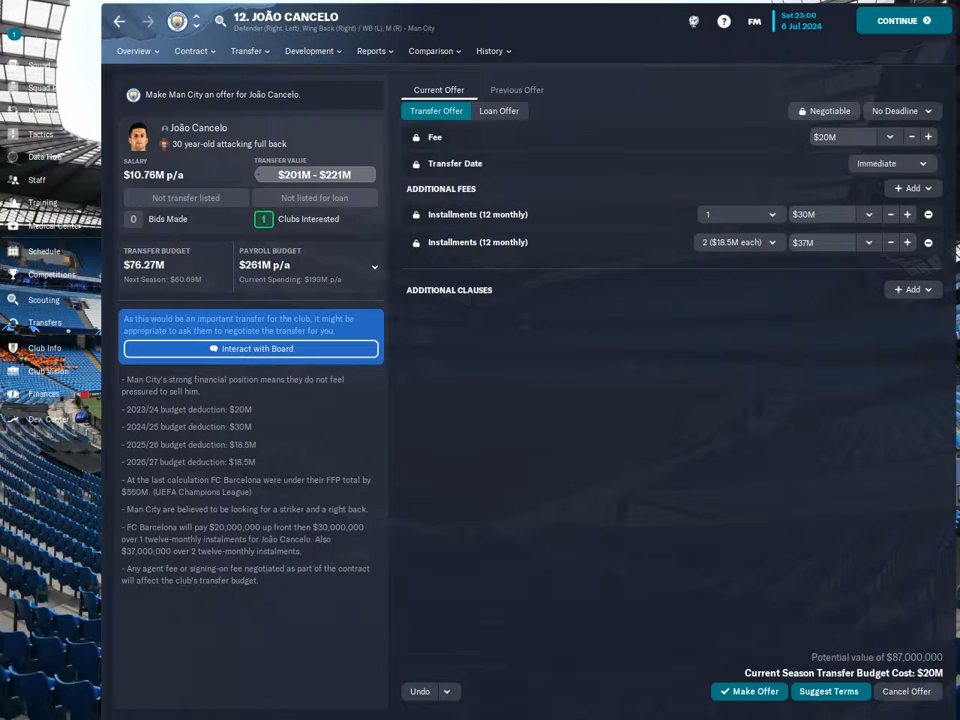 12. JOÃO CANCELO
Defender (Right, Left), Wing Back (Right) / WB (L), M (R) - Man City
FM
Sat 23:00
6 Jul 2024
CONTINUE
Overview
Contract
Transfer
Development
Reports
Comparison
History
1
Squad
Tactics
Data Hub
Staff
Training
Medical Centre
Schedule
Competitions
Scouting
Transfers
Club Info
Club Vision
Finances
Dev. Center
Make Man City an offer for João Cancelo.
João Cancelo
30 year-old attacking full back
SALARY
$10.76M p/a
TRANSFER VALUE
$201M - $221M
Not transfer listed
Not listed for loan
0 Bids Made
1 Clubs Interested
TRANSFER BUDGET
$76.27M
Next Season: $60.69M
PAYROLL BUDGET
$261M p/a
Current Spending: $199M p/a
As this would be an important transfer for the club, it might be
appropriate to ask them to negotiate the transfer for you.
Interact with Board
- Man City's strong financial position means they do not feel
pressured to sell him.
- 2023/24 budget deduction: $20M
- 2024/25 budget deduction: $30M
- 2025/26 budget deduction: $18.5M
- 2026/27 budget deduction: $18.5M
- At the last calculation FC Barcelona were under their FFP total by
$550M. (UEFA Champions League)
- Man City are believed to be looking for a striker and a right back.
- FC Barcelona will pay $20,000,000 up front then $30,000,000
over 1 twelve-monthly instalments for João Cancelo. Also
$37,000,000 over 2 twelve-monthly instalments.
- Any agent fee or signing-on fee negotiated as part of the contract
will affect the club's transfer budget.
Current Offer
Previous Offer
Transfer Offer
Loan Offer
Negotiable
No Deadline
Fee
$20M
Transfer Date
Immediate
ADDITIONAL FEES
+ Add
Installments (12 monthly)
1
$30M
Installments (12 monthly)
2 ($18.5M each)
$37M
ADDITIONAL CLAUSES
+ Add
Potential value of $87,000,000
Current Season Transfer Budget Cost: $20M
Undo
Make Offer
Suggest Terms
Cancel Offer